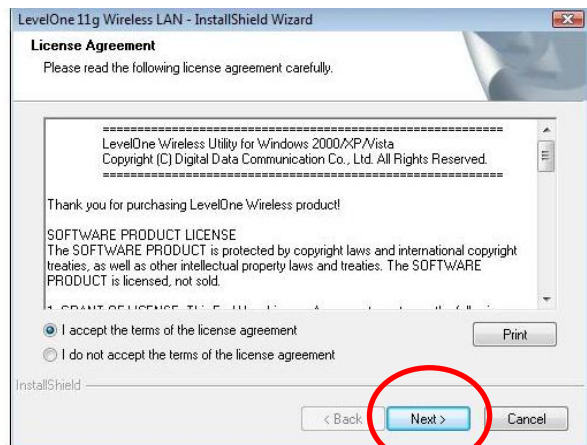 LevelOne 11g Wireless LAN - InstallShield Wizard
License Agreement
Please read the following license agreement carefully.
==================================================
LevelOne Wireless Utility for Windows 2000/XP/Vista
Copyright (C) Digital Data Communication Co., Ltd. All Rights Reserved.
==================================================
Thank you for purchasing LevelOne Wireless product!
SOFTWARE PRODUCT LICENSE
The SOFTWARE PRODUCT is protected by copyright laws and international copyright
treaties, as well as other intellectual property laws and treaties. The SOFTWARE
PRODUCT is licensed, not sold.
I accept the terms of the license agreement
Print
I do not accept the terms of the license agreement
InstallShield
< Back
Next >
Cancel